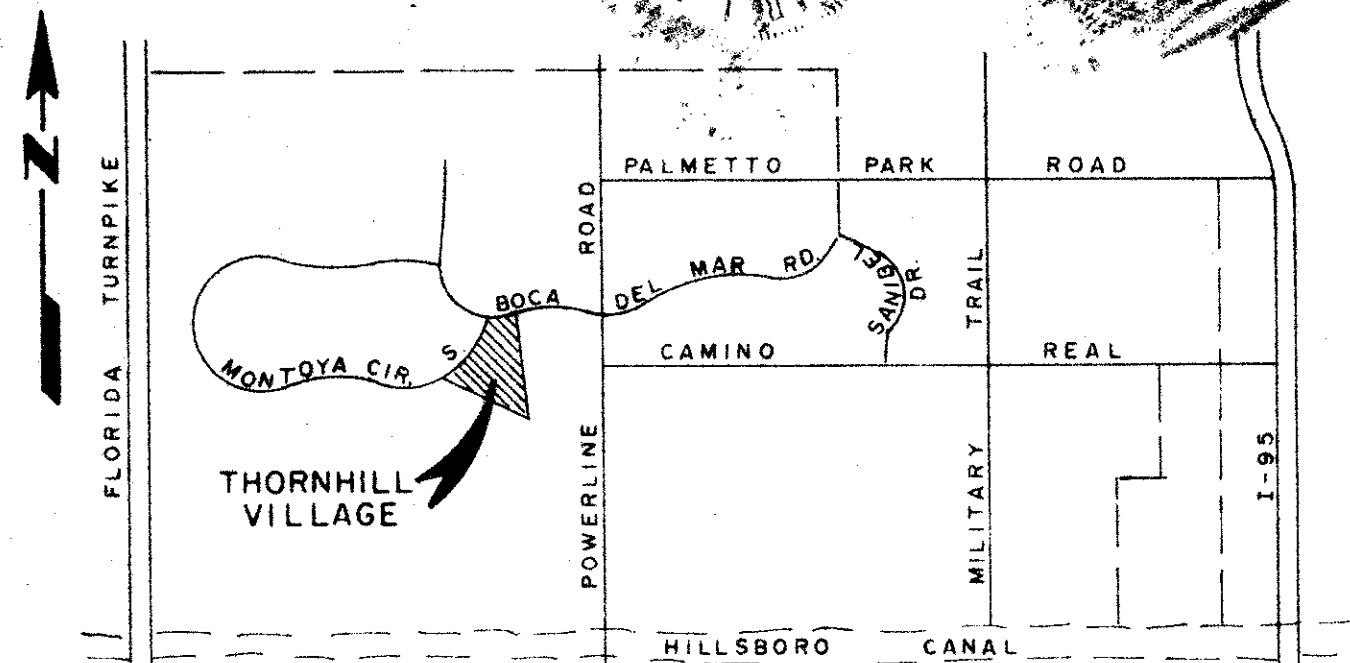 N
FLORIDA TURNPIKE
PALMETTO PARK ROAD
POWERLINE ROAD
BOCA DEL MAR RD.
SANIBEL DR.
MONTOYA CIR. S.
CAMINO REAL
MILITARY TRAIL
I-95
THORNHILL
VILLAGE
HILLSBORO CANAL